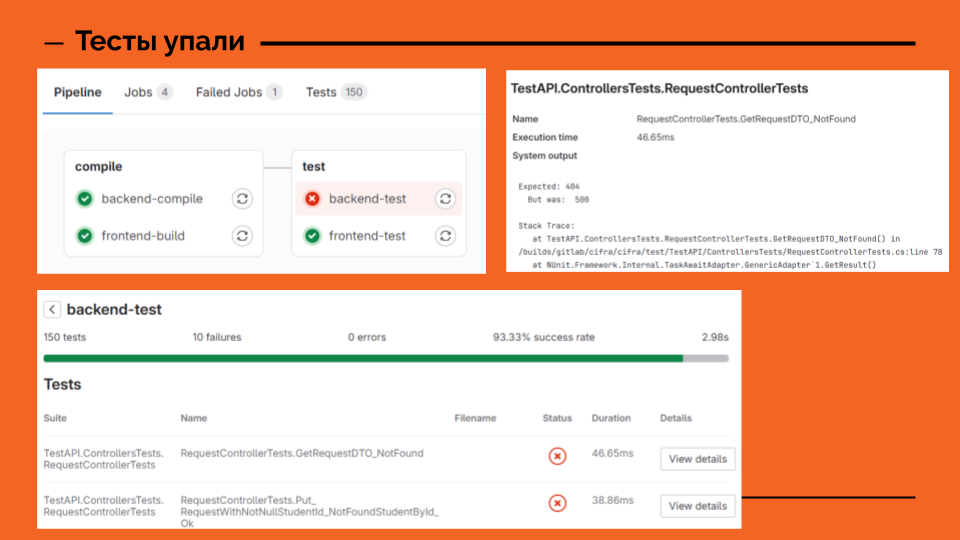 Тесты упали
Pipeline Jobs 4 Failed Jobs 1 Tests 150
compile
backend-compile
frontend-build
test
backend-test
frontend-test
TestAPI.ControllersTests.RequestControllerTests
Name RequestControllerTests.GetRequestDTO_NotFound
Execution time 46.65ms
System output
Expected: 404
But was: 500
Stack Trace:
at TestAPI.ControllersTests.RequestControllerTests.GetRequestDTO_NotFound() in
/builds/gitlab/cifra/cifra/test/TestAPI/ControllersTests/RequestControllerTests.cs:line 78
at NUnit.Framework.Internal.TaskAwaitAdapter.GenericAdapter`1.GetResult()
backend-test
150 tests 10 failures 0 errors 93.33% success rate 2.98s
Tests
Suite Name Filename Status Duration Details
TestAPI.ControllersTests.
RequestControllerTests
RequestControllerTests.GetRequestDTO_NotFound
46.65ms
View details
TestAPI.ControllersTests.
RequestControllerTests
RequestControllerTests.Put_
RequestWithNotNullStudentId_NotFoundStudentById_
Ok
38.86ms
View details